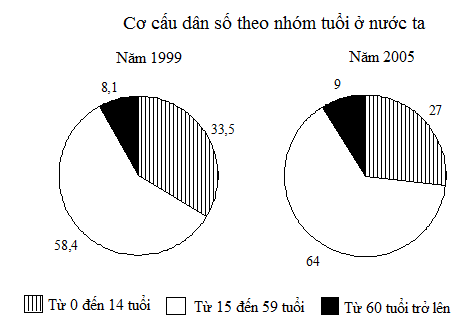 Cơ cấu dân số theo nhóm tuổi ở nước ta
Năm 1999
Năm 2005
8,1
33,5
58,4
9
27
64
Từ 0 đến 14 tuổi
Từ 15 đến 59 tuổi
Từ 60 tuổi trở lên